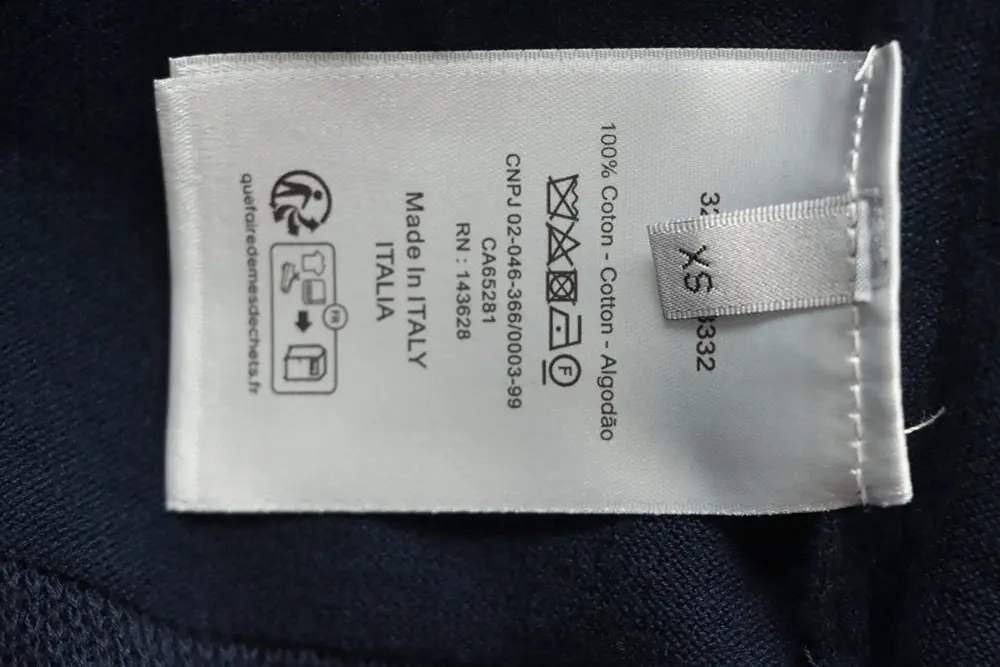 XS
100% Coton - Cotton - Algodão
F
CNPJ 02-046-366/0003-99
CA65281
RN : 143628
Made In ITALY
ITALIA
FR
quefairedemesdechets.fr